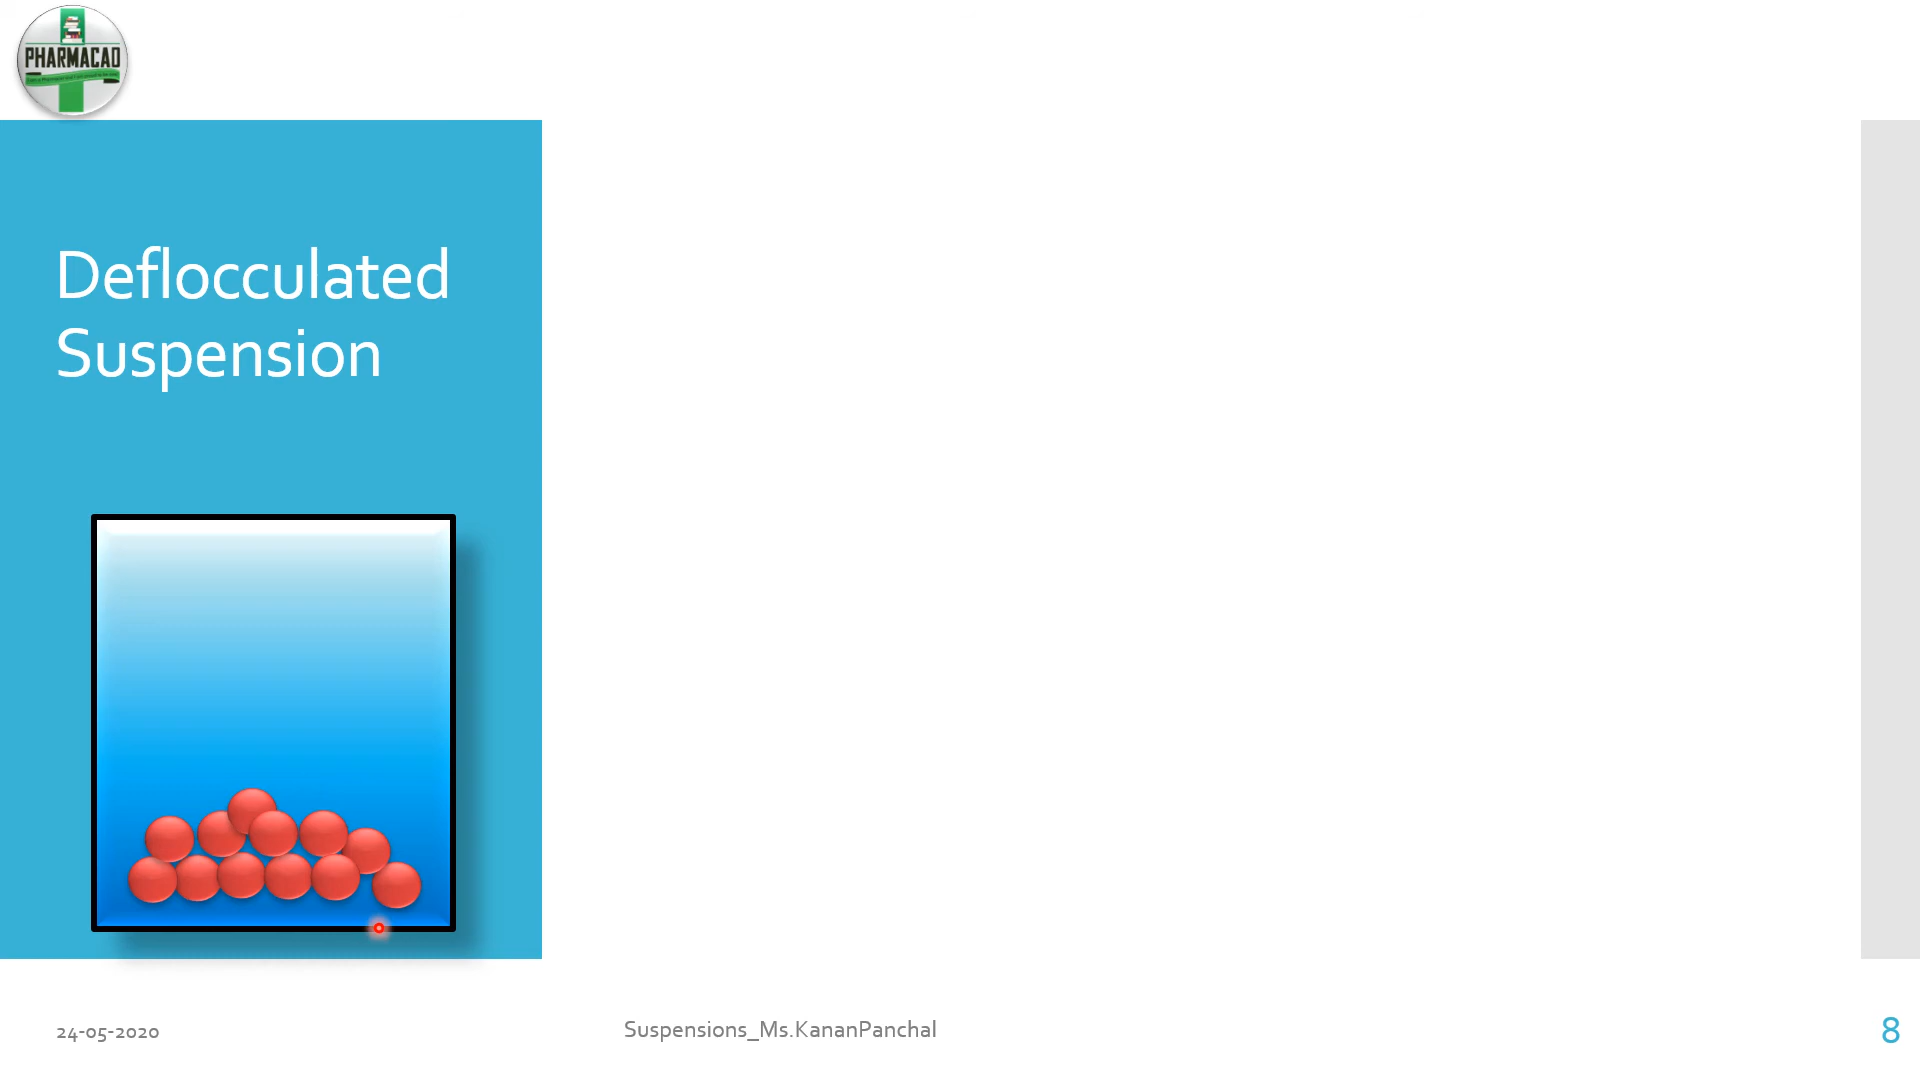 PHARMACAD
Deflocculated
Suspension
24-05-2020
Suspensions_Ms.KananPanchal
8